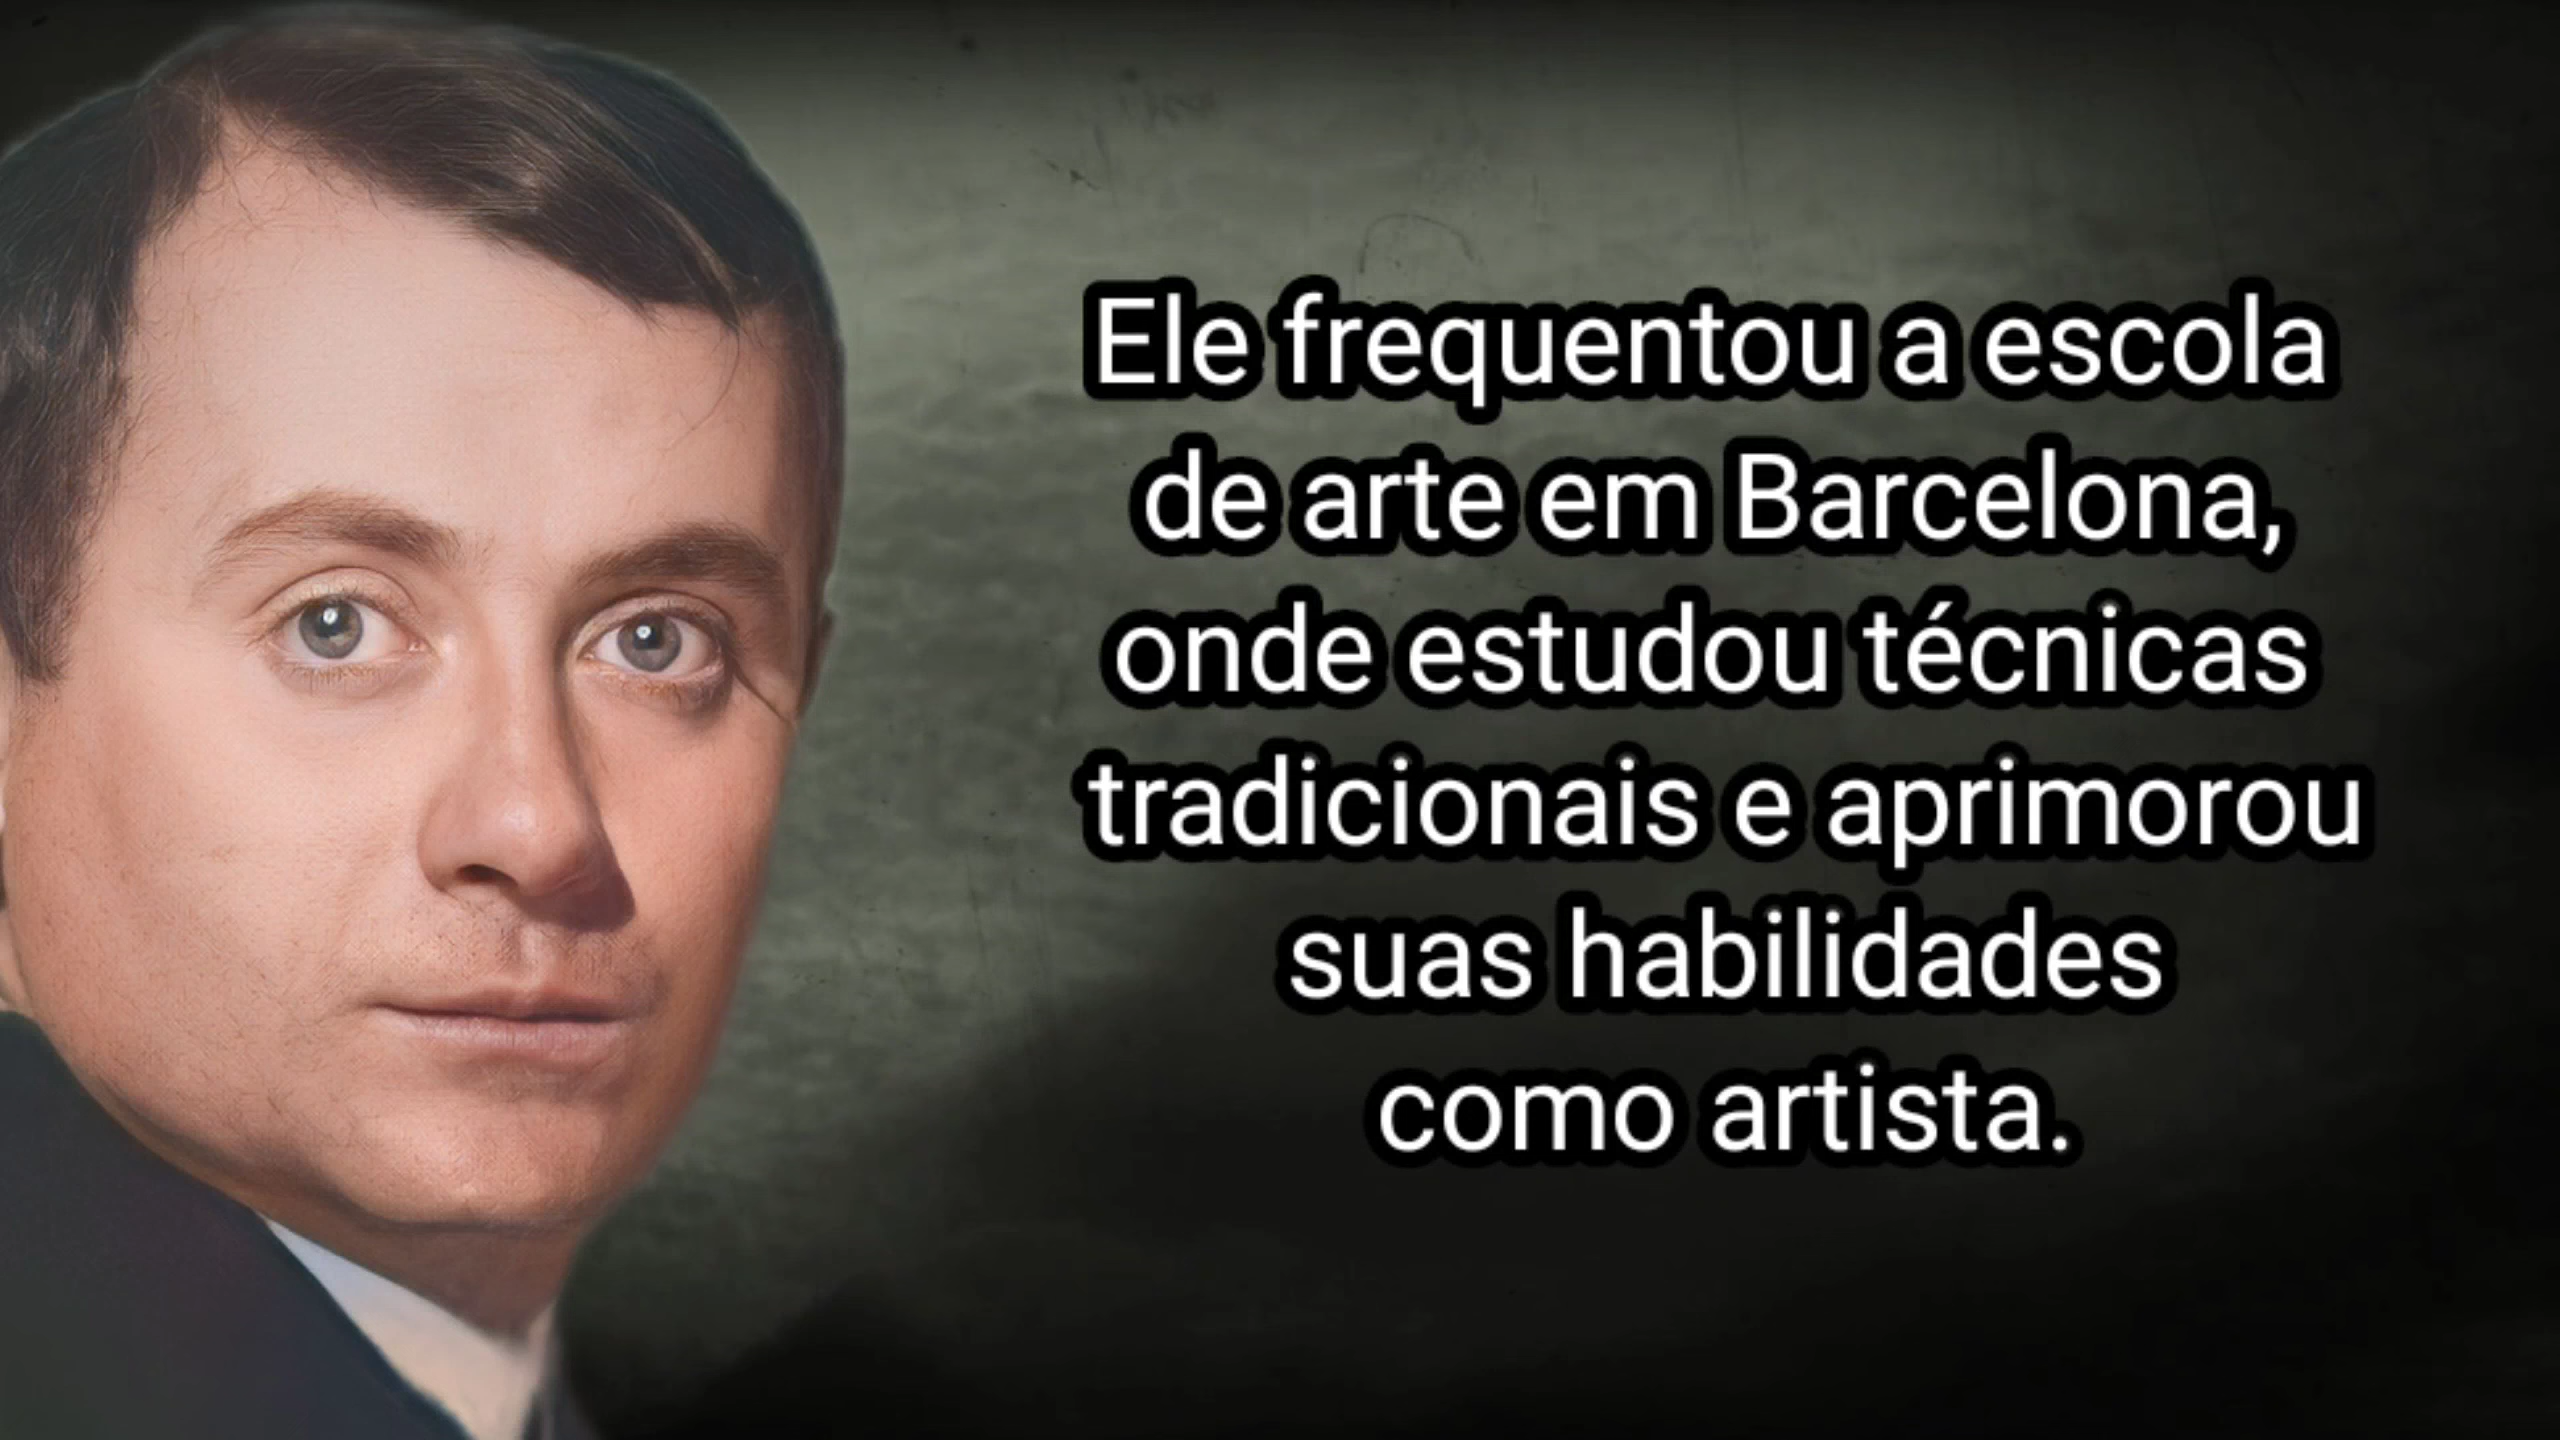 Ele frequentou a escola
de arte em Barcelona,
onde estudou técnicas
tradicionais e aprimorou
suas habilidades
como artista.